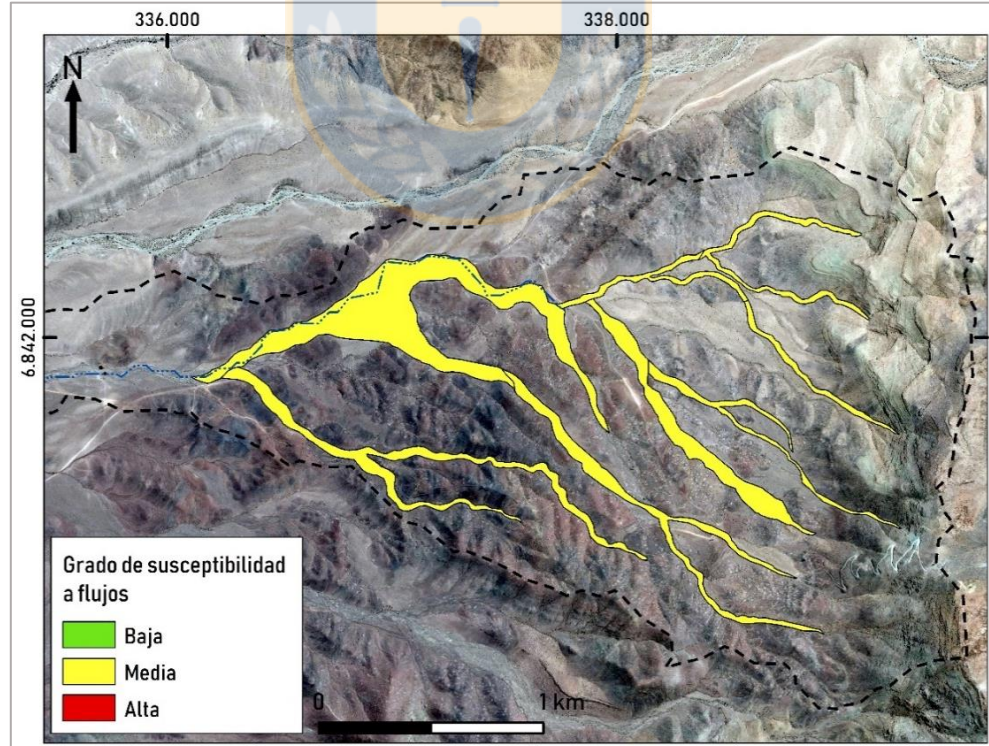 336.000
338.000
N
6.842.000
Grado de susceptibilidad
a flujos
Baja
Media
Alta
0
1 km